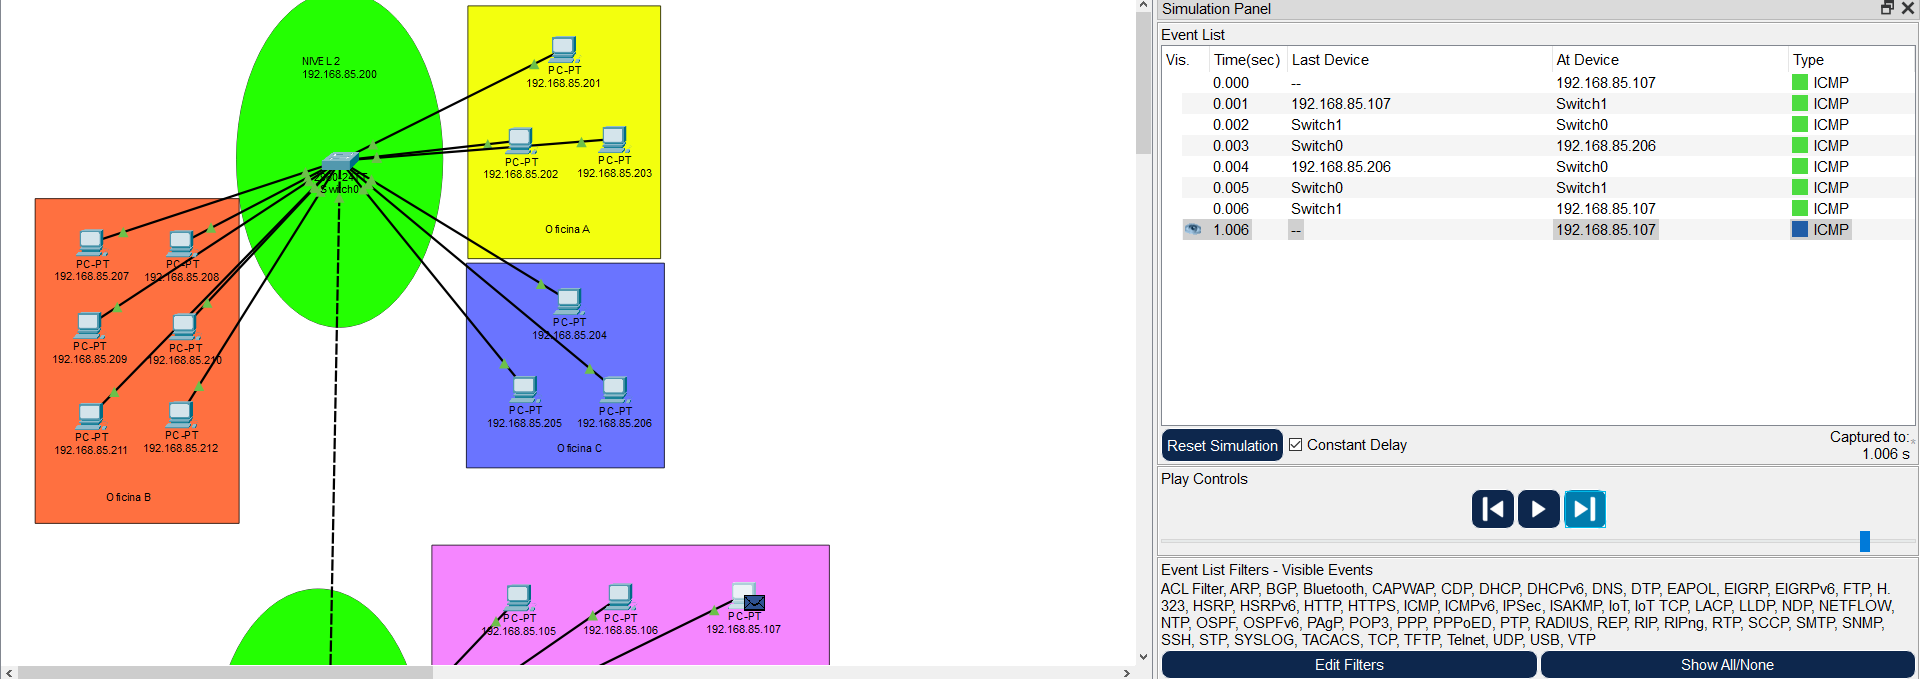 NIVEL 2
192.168.85.200
PC-PT
192.168.85.201
PC-PT
192.168.85.202
PC-PT
192.168.85.203
Oficina A
Switch0
PC-PT
192.168.85.207
PC-PT
192.168.85.208
PC-PT
192.168.85.209
PC-PT
192.168.85.210
PC-PT
192.168.85.211
PC-PT
192.168.85.212
Oficina B
PC-PT
192.168.85.204
PC-PT
192.168.85.205
PC-PT
192.168.85.206
Oficina C
PC-PT
192.168.85.105
PC-PT
192.168.85.106
PC-PT
192.168.85.107
Simulation Panel
Event List
Vis. Time(sec) Last Device At Device Type
0.000 -- 192.168.85.107 ICMP
0.001 192.168.85.107 Switch1 ICMP
0.002 Switch1 Switch0 ICMP
0.003 Switch0 192.168.85.206 ICMP
0.004 192.168.85.206 Switch0 ICMP
0.005 Switch0 Switch1 ICMP
0.006 Switch1 192.168.85.107 ICMP
1.006 -- 192.168.85.107 ICMP
Reset Simulation Constant Delay
Captured to:
1.006 s
Play Controls
Event List Filters - Visible Events
ACL Filter, ARP, BGP, Bluetooth, CAPWAP, CDP, DHCP, DHCPv6, DNS, DTP, EAPOL, EIGRP, EIGRPv6, FTP, H.
323, HSRP, HSRPv6, HTTP, HTTPS, ICMP, ICMPv6, IPSec, ISAKMP, IoT, IoT TCP, LACP, LLDP, NDP, NETFLOW,
NTP, OSPF, OSPFv6, PAgP, POP3, PPP, PPPoED, PTP, RADIUS, REP, RIP, RIPng, RTP, SCCP, SMTP, SNMP,
SSH, STP, SYSLOG, TACACS, TCP, TFTP, Telnet, UDP, USB, VTP
Edit Filters Show All/None